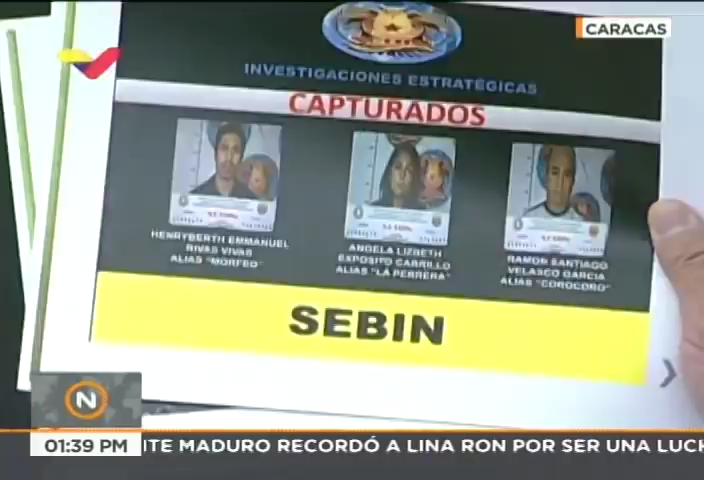 CARACAS
INVESTIGACIONES ESTRATÉGICAS
CAPTURADOS
HENRYBERTH EMMANUEL
RIVAS VIVAS
ALIAS "MORFEO"
ANGELA LIZBETH
EXPOSITO CARRILLO
ALIAS "LA PERRERA"
RAMON SANTIAGO
VELASCO GARCIA
ALIAS "COROCORO"
SEBIN
N
01:39 PM
ITE MADURO RECORDÓ A LINA RON POR SER UNA LUCH